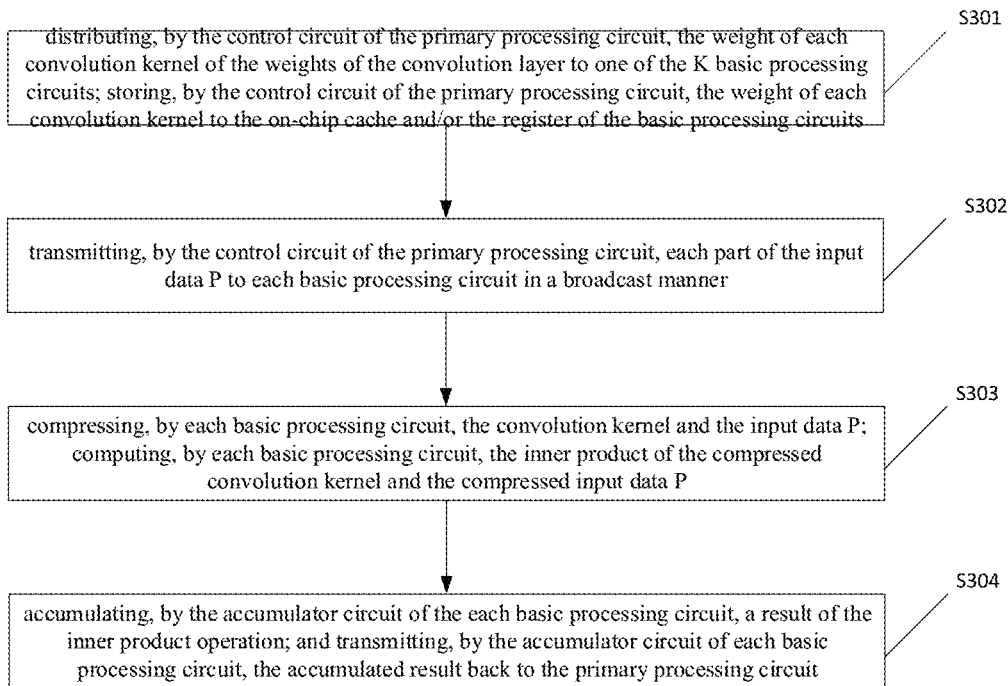 S301
distributing, by the control circuit of the primary processing circuit, the weight of each
convolution kernel of the weights of the convolution layer to one of the K basic processing
circuits; storing, by the control circuit of the primary processing circuit, the weight of each
convolution kernel to the on-chip cache and/or the register of the basic processing circuits
S302
transmitting, by the control circuit of the primary processing circuit, each part of the input
data P to each basic processing circuit in a broadcast manner
S303
compressing, by each basic processing circuit, the convolution kernel and the input data P;
computing, by each basic processing circuit, the inner product of the compressed
convolution kernel and the compressed input data P
S304
accumulating, by the accumulator circuit of the each basic processing circuit, a result of the
inner product operation; and transmitting, by the accumulator circuit of each basic
processing circuit, the accumulated result back to the primary processing circuit